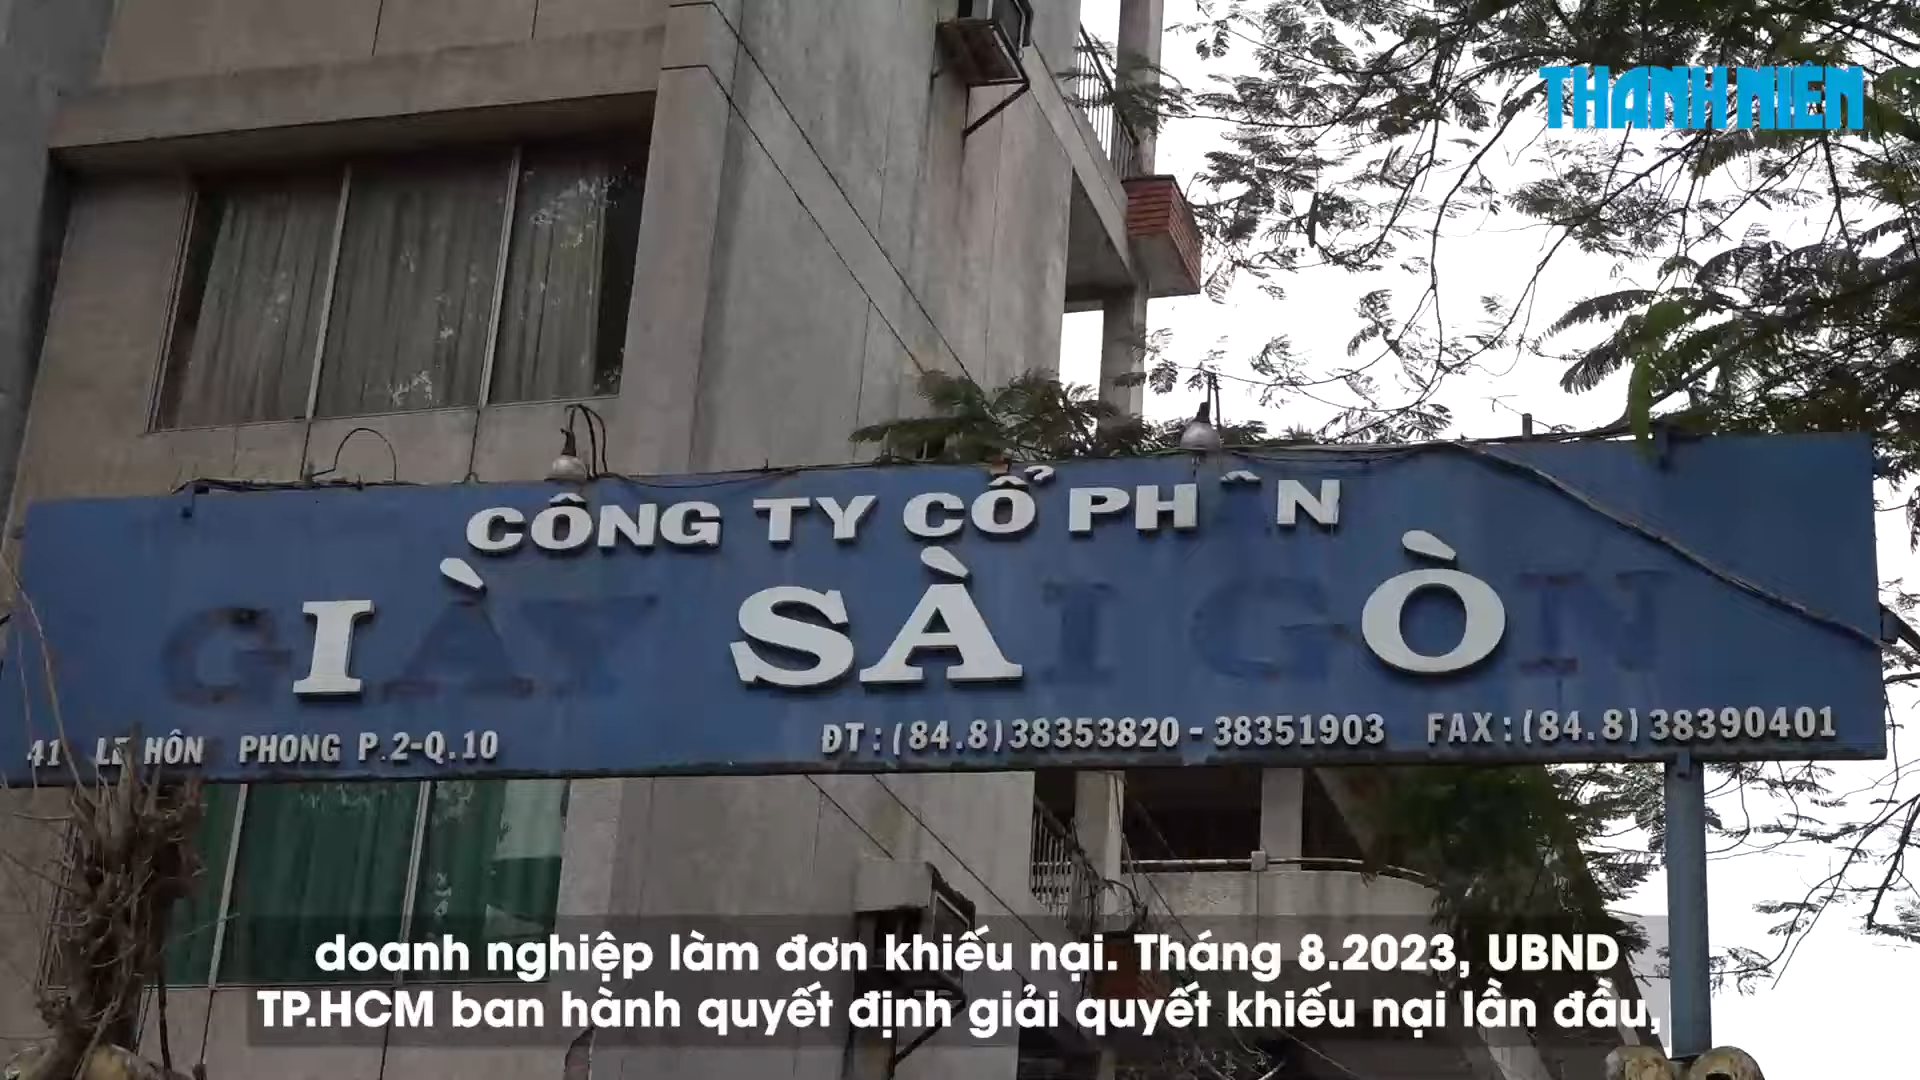 THANH NIÊN
CÔNG TY CỔ PHẦN
GIÀY SÀI GÒN
41 LÊ HỒN PHONG P.2-Q.10
ĐT:(84.8)38353820-38351903 FAX:(84.8)38390401
doanh nghiệp làm đơn khiếu nại. Tháng 8.2023, UBND
TP.HCM ban hành quyết định giải quyết khiếu nại lần đầu,